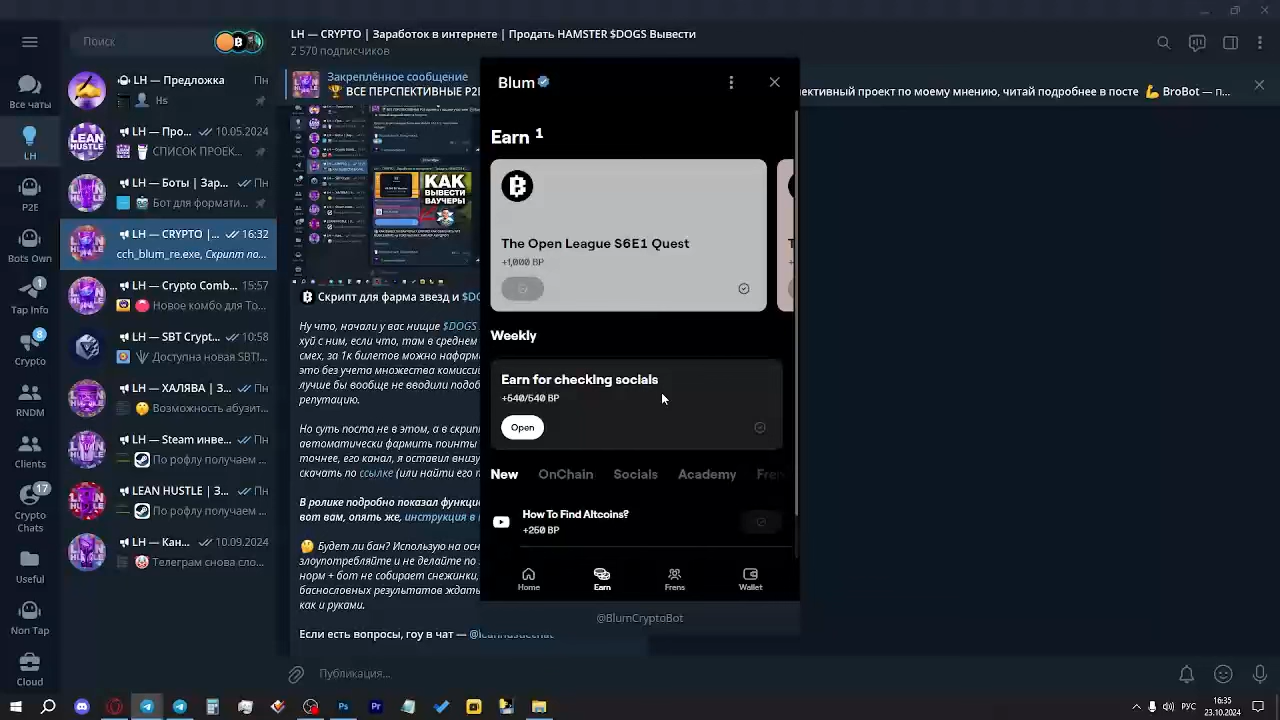 Поиск
LH — CRYPTO | Заработок в интернете | Продать HAMSTER $DOGS Вывести
2 570 подписчиков
Все чаты
LH
P2E
Bots Own
1
Tap Info
8
Crypto
RNDM
Clients
17
Crypto
Chats
Useful
Non Tap
Cloud
LH — Предложка
Пн
LH — Пр... 10.05.2024
СПИСОК ПРОЕК...
LH — Боты | Зар... Пн
Бот для формати...
LH — CRYPTO |... 16:32
LH — Crypto Comb... 15:57
Новое комбо для То...
LH — SBT Crypt... 10:58
Доступна новая SBT!...
LH — ХАЛЯВА | З... Пн
Возможность абузит...
LH — Steam инве... Пн
По рофлу получаем ...
LEAN HUSTLE | З... Пн
По рофлу получаем ...
LH — Кан... 10.09.2024
Телеграм снова сло...
Закреплённое сообщение
🏆 ВСЕ ПЕРСПЕКТИВНЫЕ P2E
ективный проект по моему мнению, читай подробнее в посте 💪 BroBot — п...
КАК
ВЫВЕСТИ
ВАУЧЕРЫ
Скрипт для фарма звезд и $DO
Ну что, начали у вас нищие $DOGS
хуй с ним, если что, там в среднем
смех, за 1к билетов можно нафарм
это без учета множества комисси
лучше бы вообще не вводили подоб
репутацию.
Но суть поста не в этом, а в скрип
автоматически фармить поинты
точнее, его канал, я оставил внизу
скачать по ссылке (или найти его п
В ролике подробно показал функци
вот вам, опять же, инструкция в
🤔 Будет ли бан? Использую на осн
злоупотребляйте и не делайте по
норм + бот не собирает снежинки,
баснословных результатов ждать
как и руками.
Если есть вопросы, гоу в чат —
Публикация...
Blum
Earn 1
The Open League S6E1 Quest
+1,000 BP
Weekly
Earn for checking socials
+540/540 BP
Open
New OnChain Socials Academy Fren
How To Find Altcoins?
+250 BP
Home Earn Frens Wallet
@BlumCryptoBot
16:35
23.10.2024